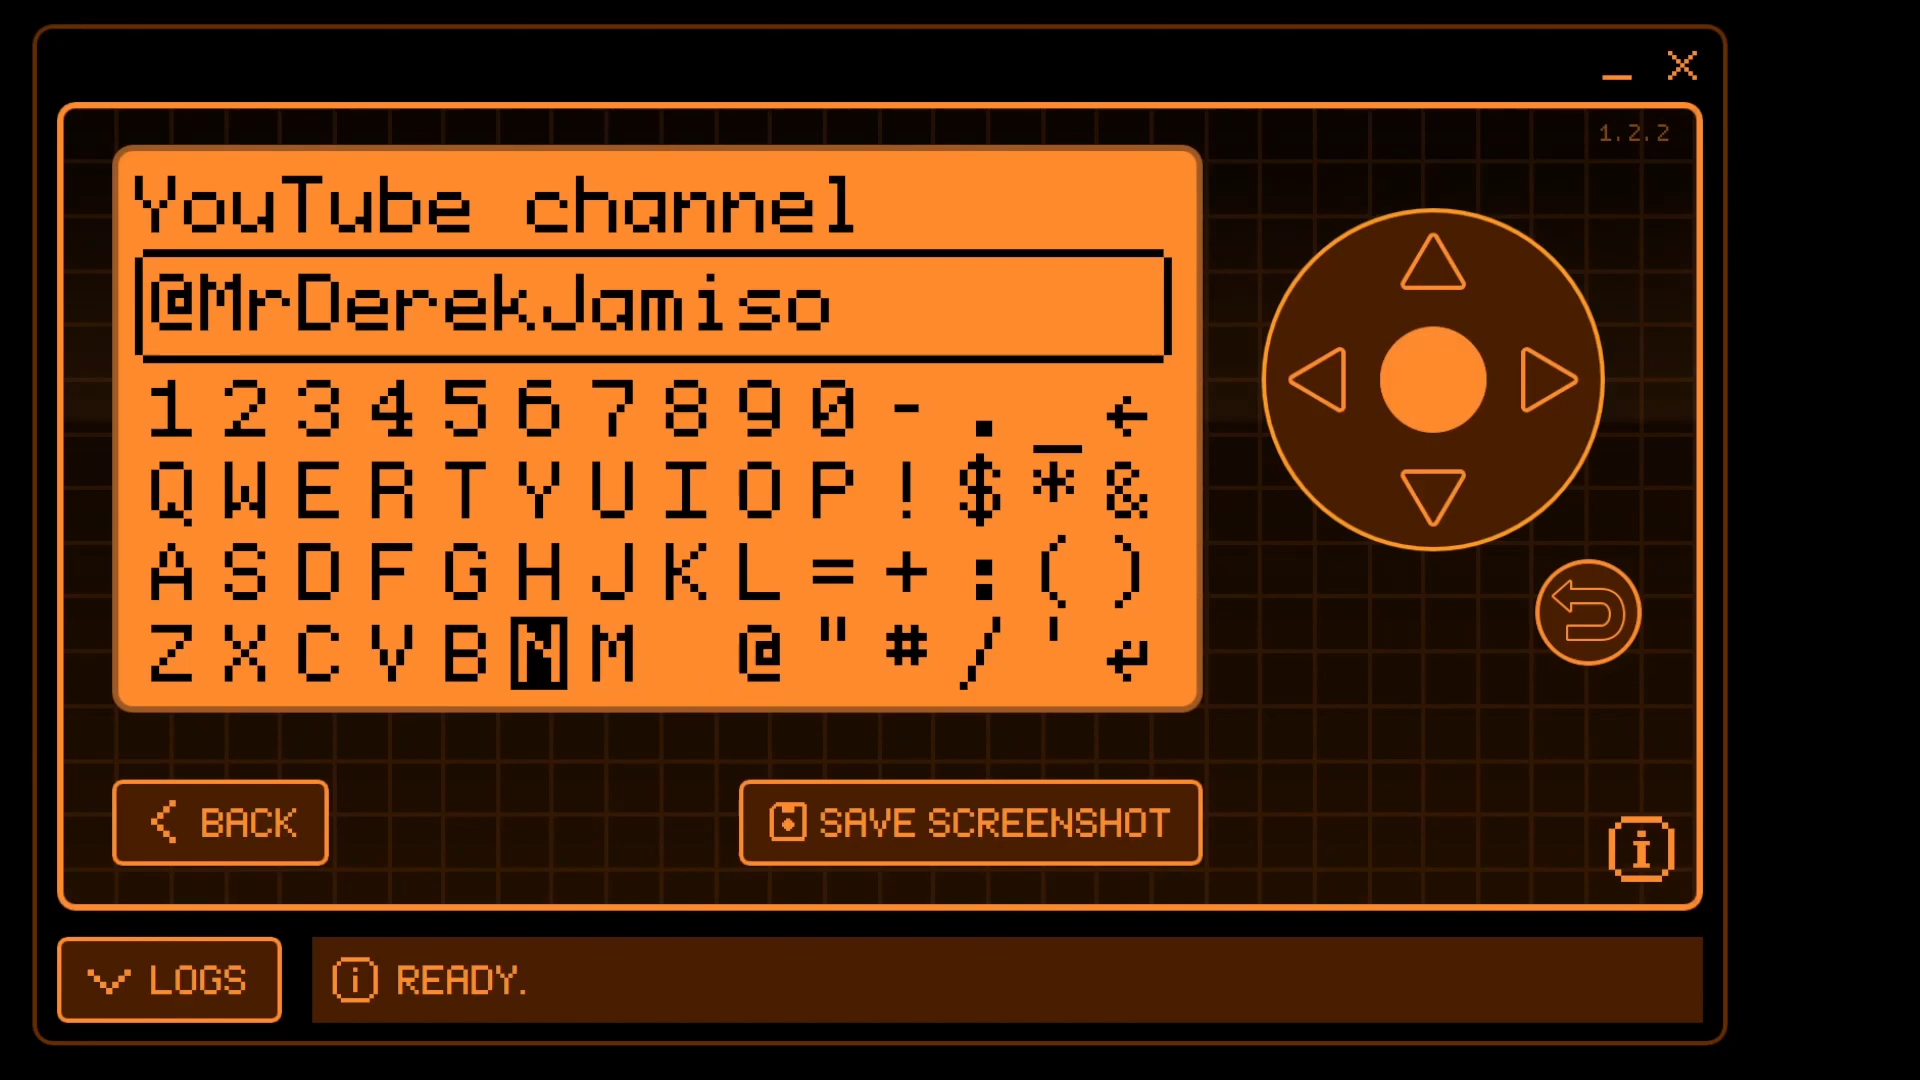 1.2.2
YouTube channel
@MrDerekJamiso
1 2 3 4 5 6 7 8 9 0 - . _ ←
Q W E R T Y U I O P ! $ * &
A S D F G H J K L = + : ( )
Z X C V B N M @ " # / ' ↵
BACK
SAVE SCREENSHOT
LOGS
READY.